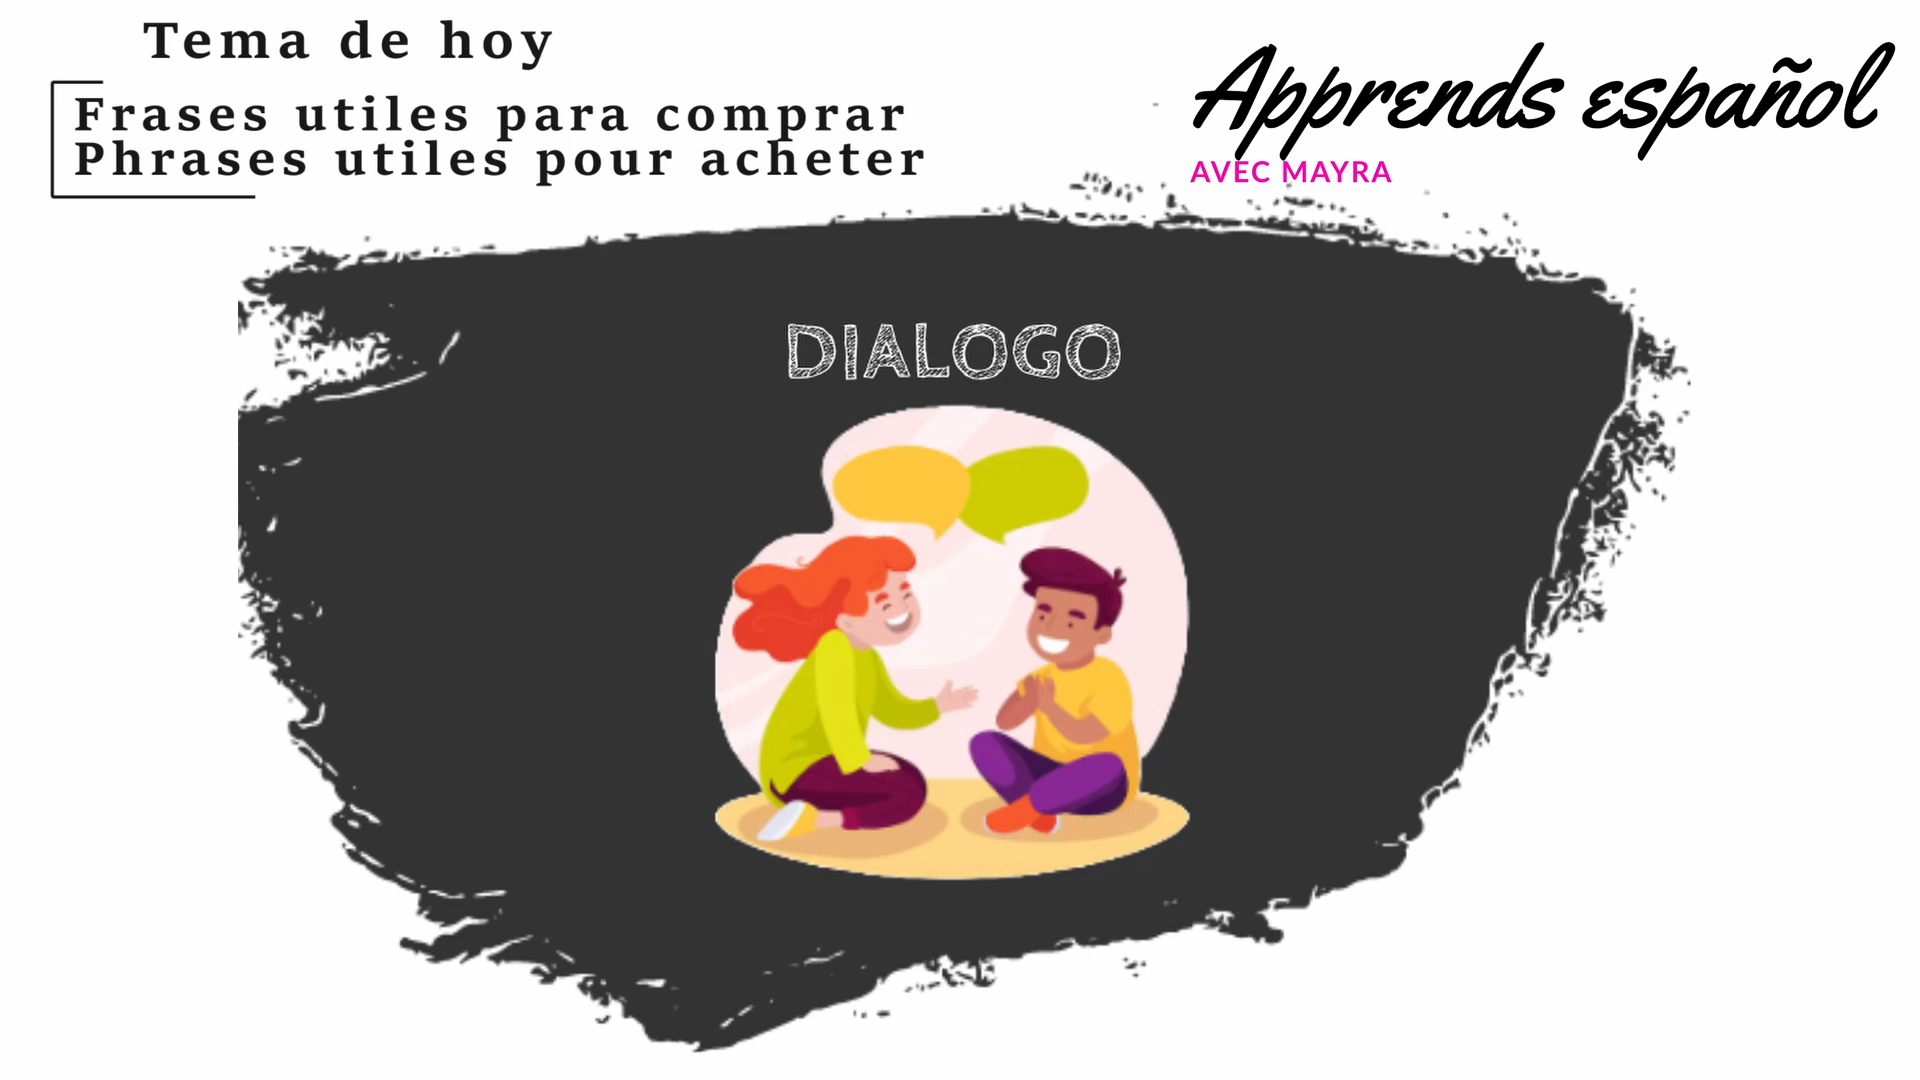 Tema de hoy
Frases utiles para comprar
Phrases utiles pour acheter
Apprends español
AVEC MAYRA
DIALOGO